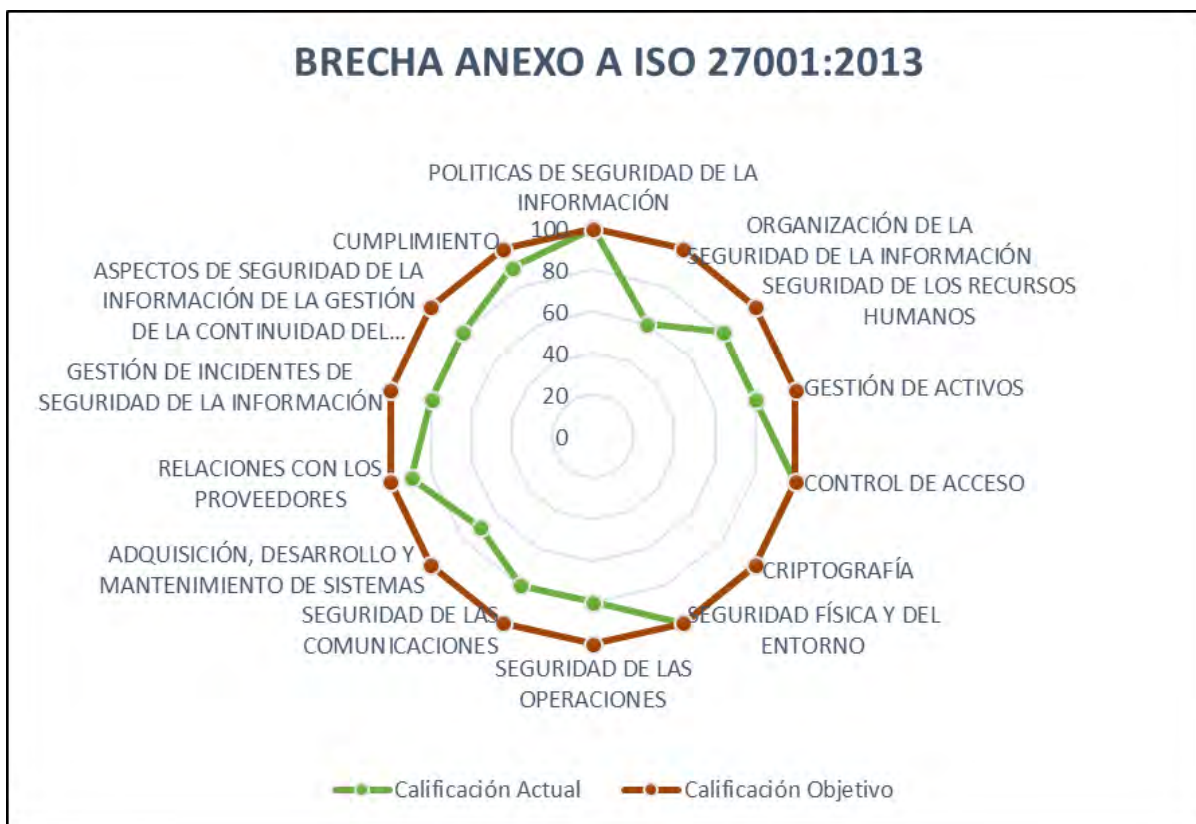 BRECHA ANEXO A ISO 27001:2013
POLITICAS DE SEGURIDAD DE LA
INFORMACIÓN
ORGANIZACIÓN DE LA
SEGURIDAD DE LA INFORMACIÓN
SEGURIDAD DE LOS RECURSOS
HUMANOS
GESTIÓN DE ACTIVOS
CONTROL DE ACCESO
CRIPTOGRAFÍA
SEGURIDAD FÍSICA Y DEL
ENTORNO
SEGURIDAD DE LAS
OPERACIONES
SEGURIDAD DE LAS
COMUNICACIONES
ADQUISICIÓN, DESARROLLO Y
MANTENIMIENTO DE SISTEMAS
RELACIONES CON LOS
PROVEEDORES
GESTIÓN DE INCIDENTES DE
SEGURIDAD DE LA INFORMACIÓN
ASPECTOS DE SEGURIDAD DE LA
INFORMACIÓN DE LA GESTIÓN
DE LA CONTINUIDAD DEL...
CUMPLIMIENTO
100
80
60
40
20
0
Calificación Actual
Calificación Objetivo